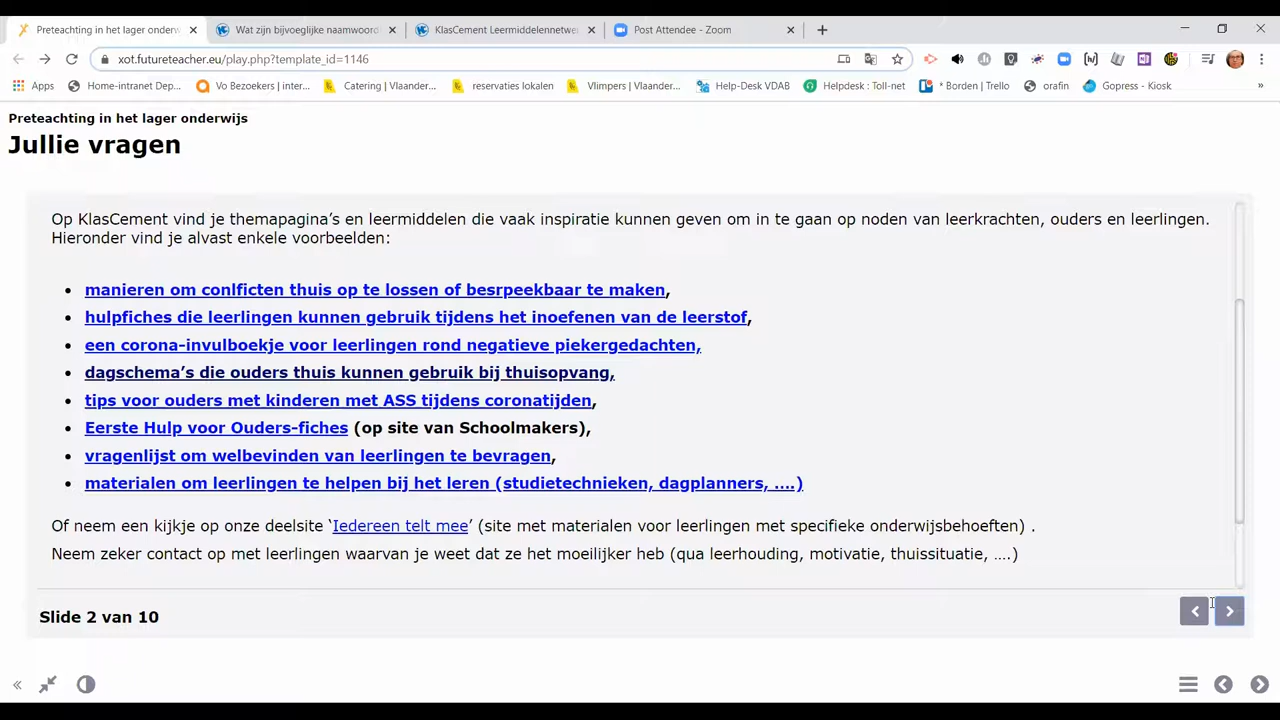 Preteachting in het lager onderw
Wat zijn bijvoeglijke naamwoord
KlasCement Leermiddelennetwe
Post Attendee - Zoom
xot.futureteacher.eu/play.php?template_id=1146
Apps
Home-intranet Dep...
Vo Bezoekers | inter...
Catering | Vlaander...
reservaties lokalen
Vlimpers | Vlaander...
Help-Desk VDAB
Helpdesk : Toll-net
* Borden | Trello
orafin
Gopress - Kiosk
»
Preteachting in het lager onderwijs
Jullie vragen
Op KlasCement vind je themapagina’s en leermiddelen die vaak inspiratie kunnen geven om in te gaan op noden van leerkrachten, ouders en leerlingen.
Hieronder vind je alvast enkele voorbeelden:
• manieren om conlficten thuis op te lossen of besrpeekbaar te maken,
• hulpfiches die leerlingen kunnen gebruik tijdens het inoefenen van de leerstof,
• een corona-invulboekje voor leerlingen rond negatieve piekergedachten,
• dagschema’s die ouders thuis kunnen gebruik bij thuisopvang,
• tips voor ouders met kinderen met ASS tijdens coronatijden,
• Eerste Hulp voor Ouders-fiches (op site van Schoolmakers),
• vragenlijst om welbevinden van leerlingen te bevragen,
• materialen om leerlingen te helpen bij het leren (studietechnieken, dagplanners, ....)
Of neem een kijkje op onze deelsite ‘Iedereen telt mee’ (site met materialen voor leerlingen met specifieke onderwijsbehoeften) .
Neem zeker contact op met leerlingen waarvan je weet dat ze het moeilijker heb (qua leerhouding, motivatie, thuissituatie, ....)
Slide 2 van 10